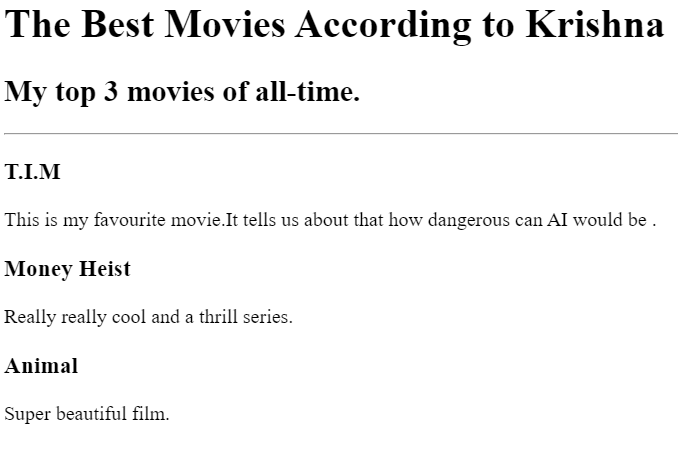 The Best Movies According to Krishna
My top 3 movies of all-time.
T.I.M
This is my favourite movie.It tells us about that how dangerous can AI would be .
Money Heist
Really really cool and a thrill series.
Animal
Super beautiful film.